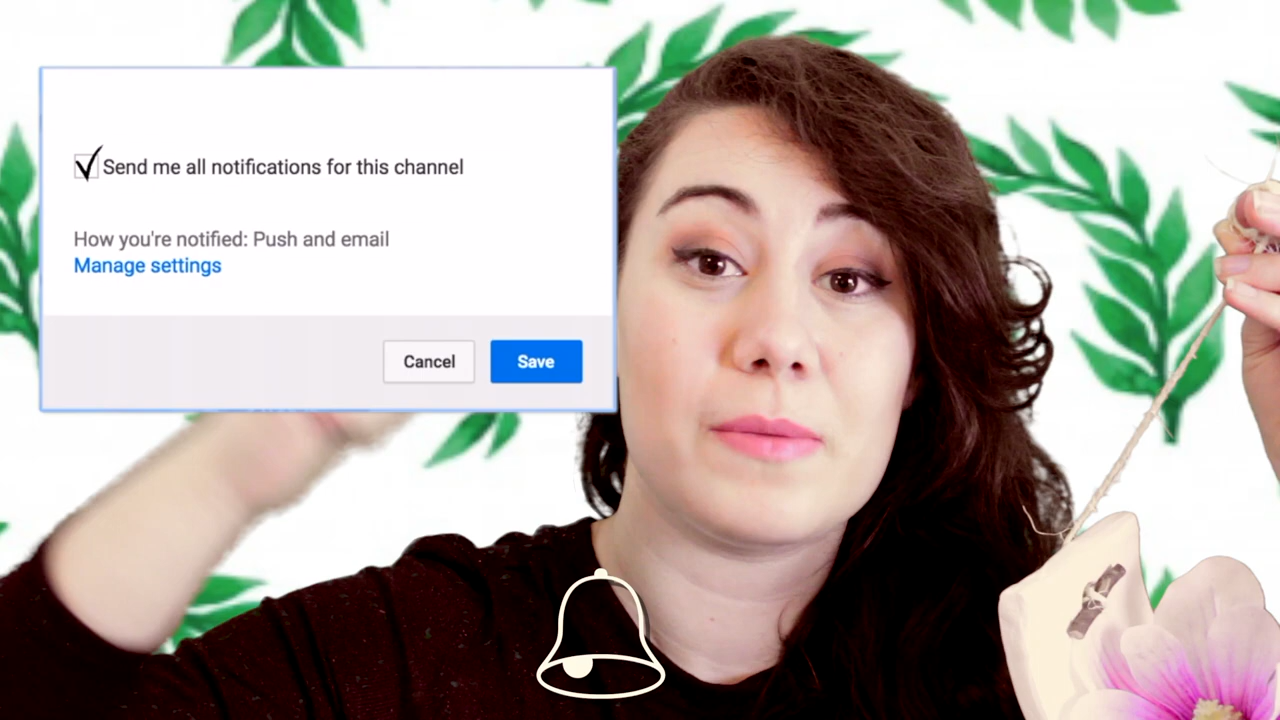 Send me all notifications for this channel
How you're notified: Push and email
Manage settings
Cancel
Save